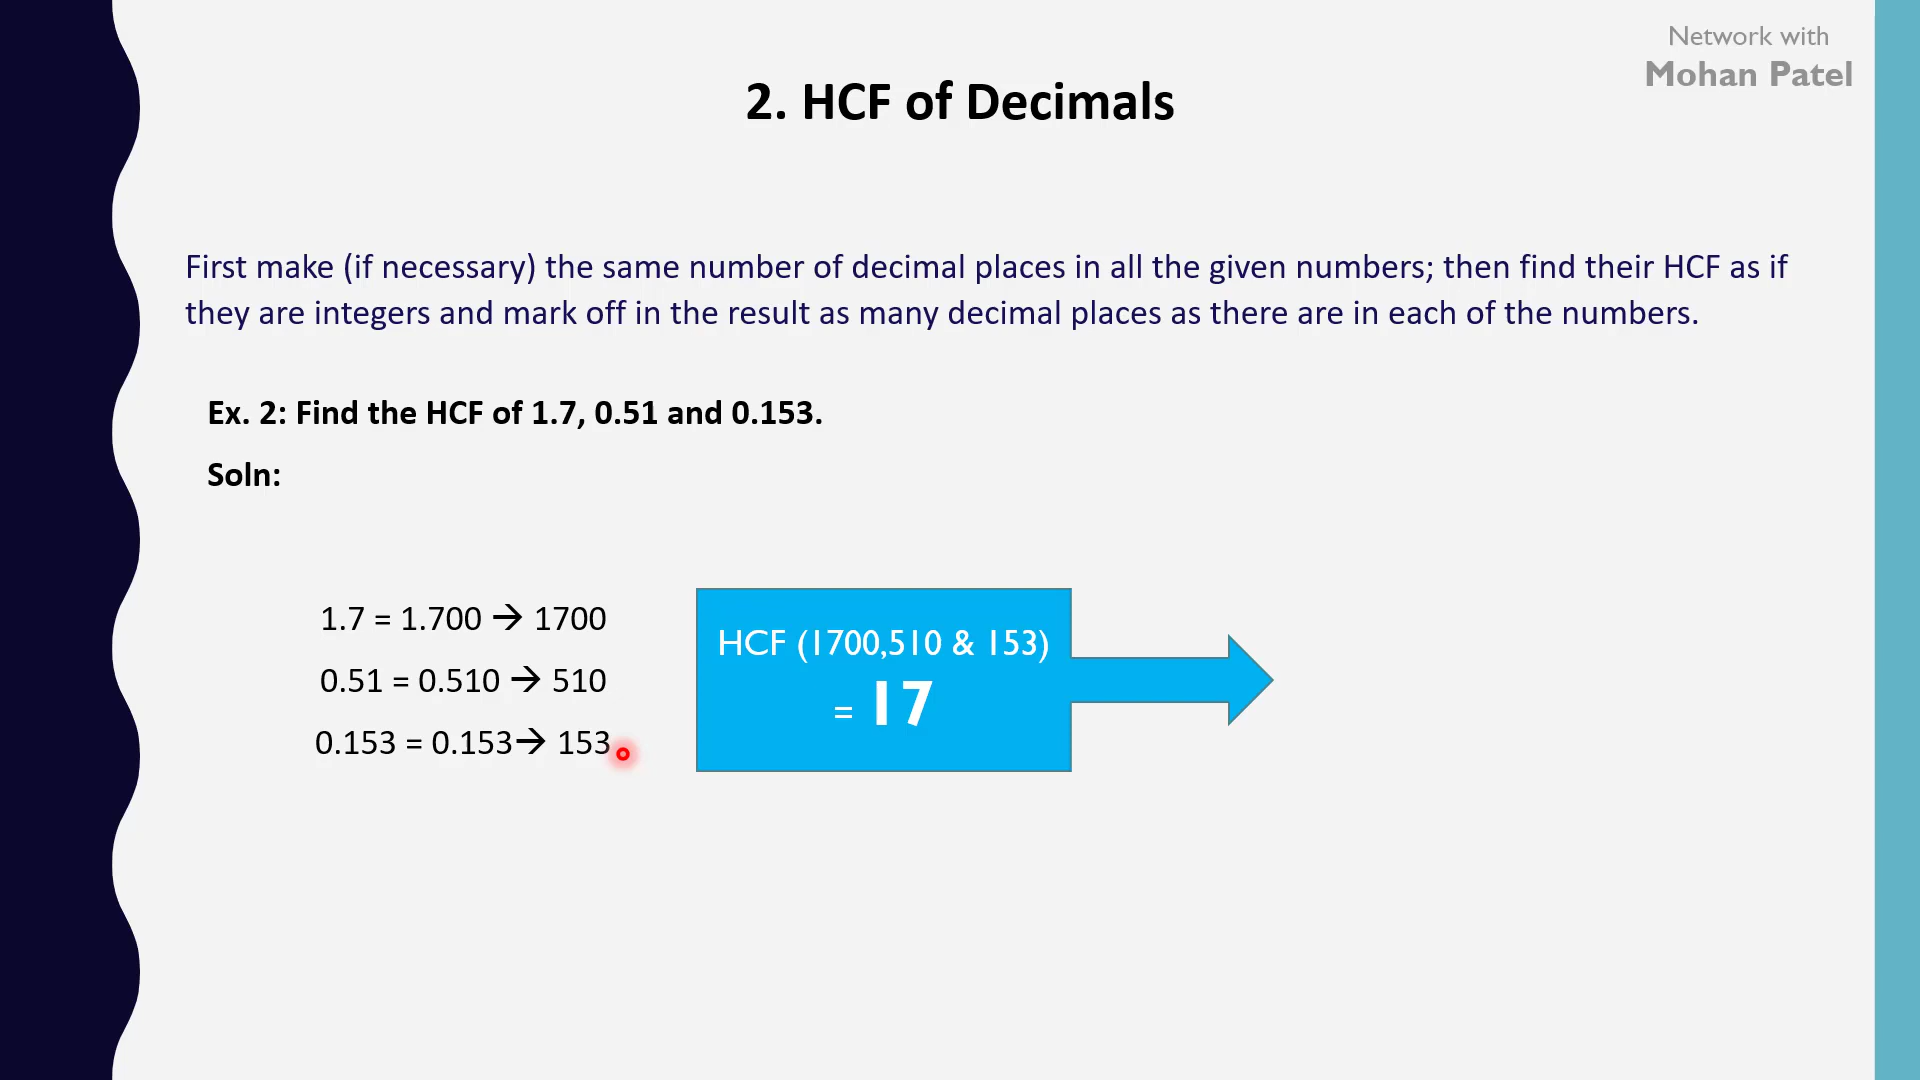 Network with
Mohan Patel
2. HCF of Decimals
First make (if necessary) the same number of decimal places in all the given numbers; then find their HCF as if
they are integers and mark off in the result as many decimal places as there are in each of the numbers.
Ex. 2: Find the HCF of 1.7, 0.51 and 0.153.
Soln:
1.7 = 1.700 → 1700
0.51 = 0.510 → 510
0.153 = 0.153→ 153
HCF (1700,510 & 153)
= 17